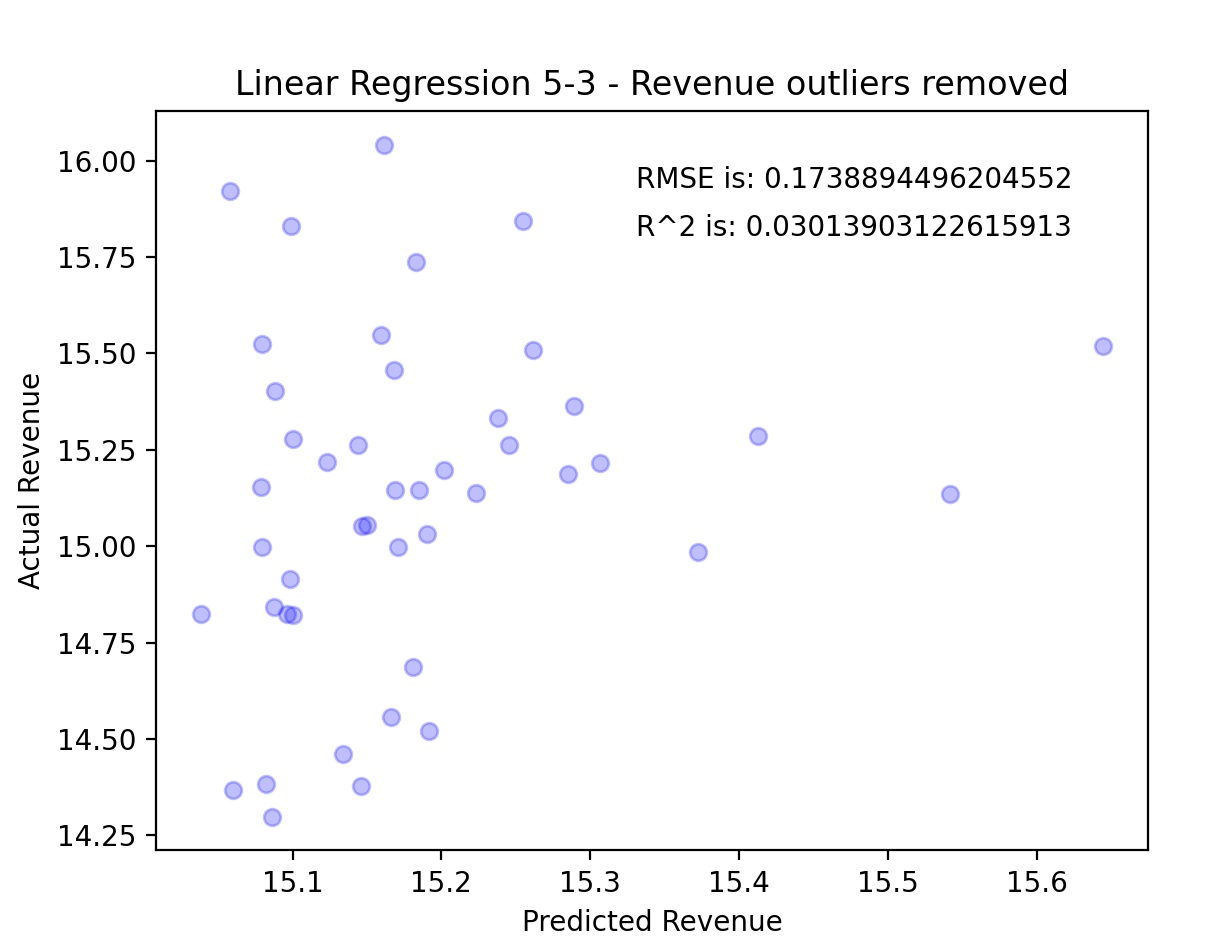 Linear Regression 5-3 - Revenue outliers removed
RMSE is: 0.1738894496204552
R^2 is: 0.03013903122615913
16.00
15.75
15.50
15.25
15.00
14.75
14.50
14.25
Actual Revenue
15.1 15.2 15.3 15.4 15.5 15.6
Predicted Revenue